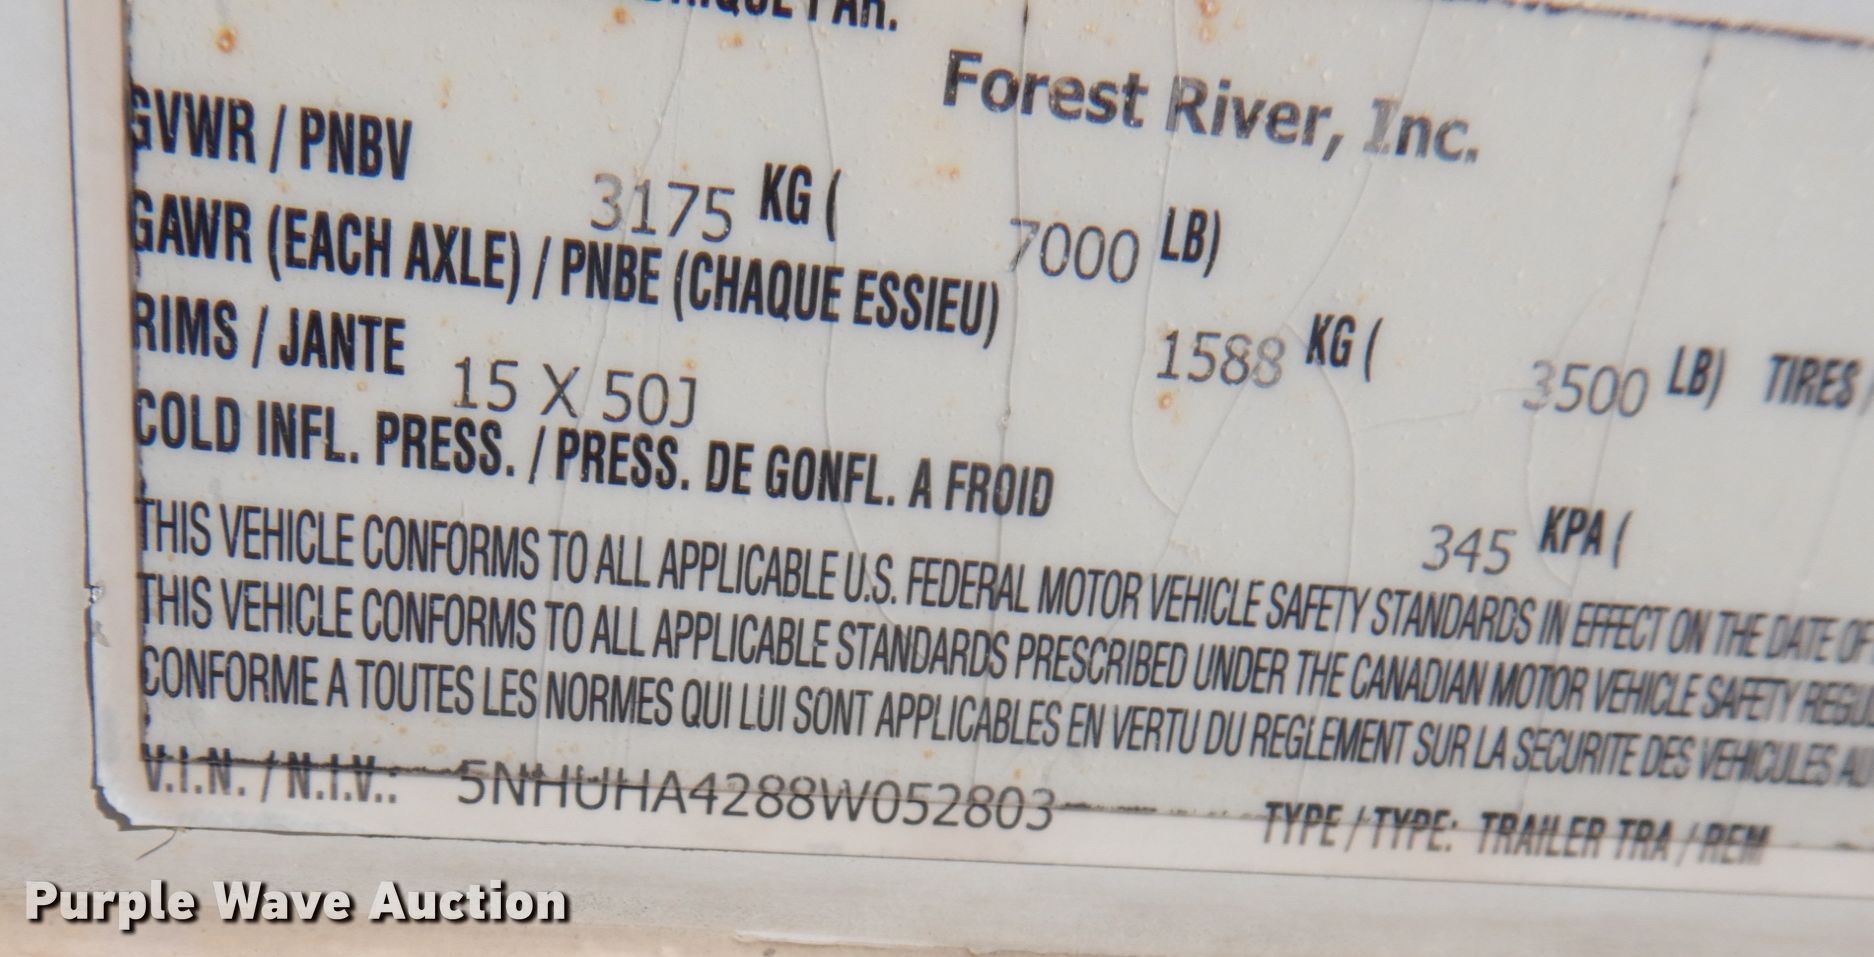 PAR.
Forest River, Inc.
GVWR / PNBV 3175 KG ( 7000 LB)
GAWR (EACH AXLE) / PNBE (CHAQUE ESSIEU) 1588 KG ( 3500 LB) TIRES /
RIMS / JANTE 15 X 50J
COLD INFL. PRESS. / PRESS. DE GONFL. A FROID 345 KPA (
THIS VEHICLE CONFORMS TO ALL APPLICABLE U.S. FEDERAL MOTOR VEHICLE SAFETY STANDARDS IN EFFECT ON THE DATE OF
THIS VEHICLE CONFORMS TO ALL APPLICABLE STANDARDS PRESCRIBED UNDER THE CANADIAN MOTOR VEHICLE SAFETY REGU
CONFORME A TOUTES LES NORMES QUI LUI SONT APPLICABLES EN VERTU DU REGLEMENT SUR LA SECURITE DES VEHICULES AU
V.I.N. / N.I.V.: 5NHUHA4288W052803 TYPE / TYPE: TRAILER TRA / REM
Purple Wave Auction